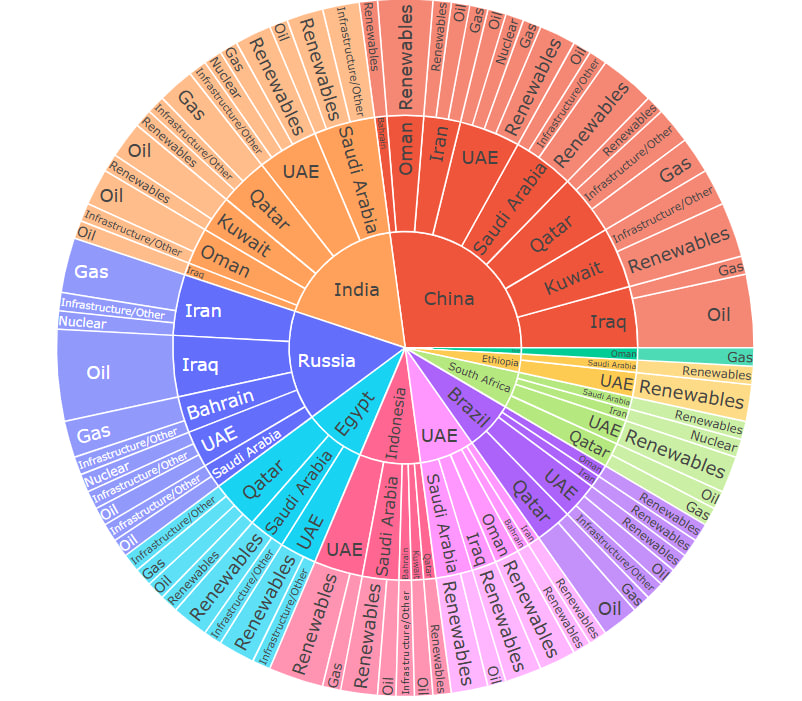 China
Bahrain
Oman
Iran
UAE
Saudi Arabia
Qatar
Kuwait
Iraq
Renewables
Renewables
Renewables
Oil
Gas
Oil
Nuclear
Gas
Renewables
Oil
Infrastructure/Other
Renewables
Renewables
Infrastructure/Other
Gas
Infrastructure/Other
Renewables
Gas
Oil
Oman
Gas
Ethiopia
Saudi Arabia
UAE
Renewables
Renewables
South Africa
Saudi Arabia
Iran
UAE
Qatar
Renewables
Nuclear
Renewables
Oil
Gas
Brazil
Oman
Iran
UAE
Qatar
Renewables
Renewables
Renewables
Oil
Infrastructure/Other
Gas
Oil
UAE
Iran
Bahrain
Oman
Iraq
Saudi Arabia
Renewables
Renewables
Renewables
Renewables
Oil
Renewables
Indonesia
Qatar
Kuwait
Bahrain
Saudi Arabia
UAE
Renewables
Oil
Infrastructure/Other
Oil
Renewables
Gas
Renewables
Egypt
UAE
Saudi Arabia
Qatar
Infrastructure/Other
Renewables
Infrastructure/Other
Renewables
Renewables
Oil
Gas
Infrastructure/Other
Russia
Saudi Arabia
UAE
Bahrain
Iraq
Iran
Oil
Infrastructure/Other
Oil
Infrastructure/Other
Nuclear
Infrastructure/Other
Gas
Oil
Nuclear
Infrastructure/Other
Gas
India
Iraq
Oman
Kuwait
Qatar
UAE
Saudi Arabia
Oil
Infrastructure/Other
Oil
Renewables
Oil
Renewables
Infrastructure/Other
Gas
Infrastructure/Other
Nuclear
Gas
Renewables
Oil
Renewables
Infrastructure/Other